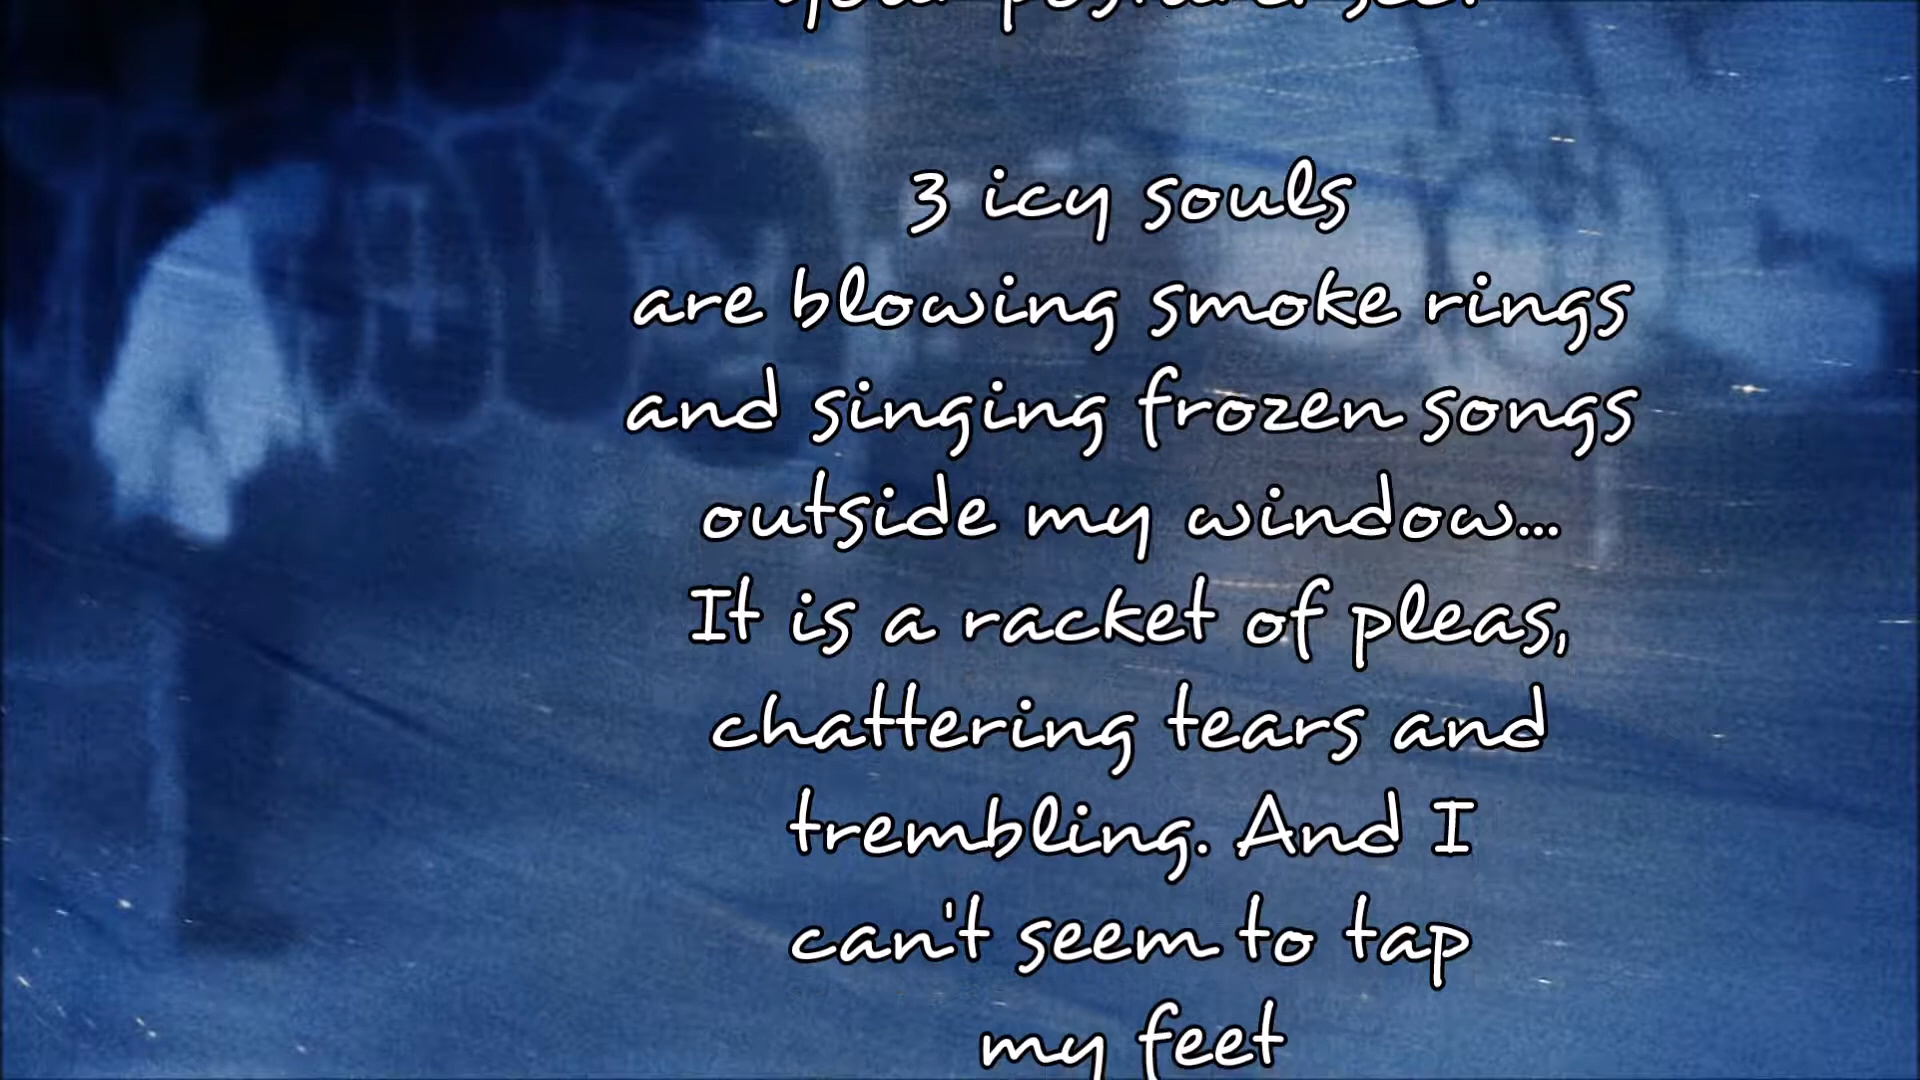 3 icy souls
are blowing smoke rings
and singing frozen songs
outside my window...
It is a racket of pleas,
chattering tears and
trembling. And I
can't seem to tap
my feet